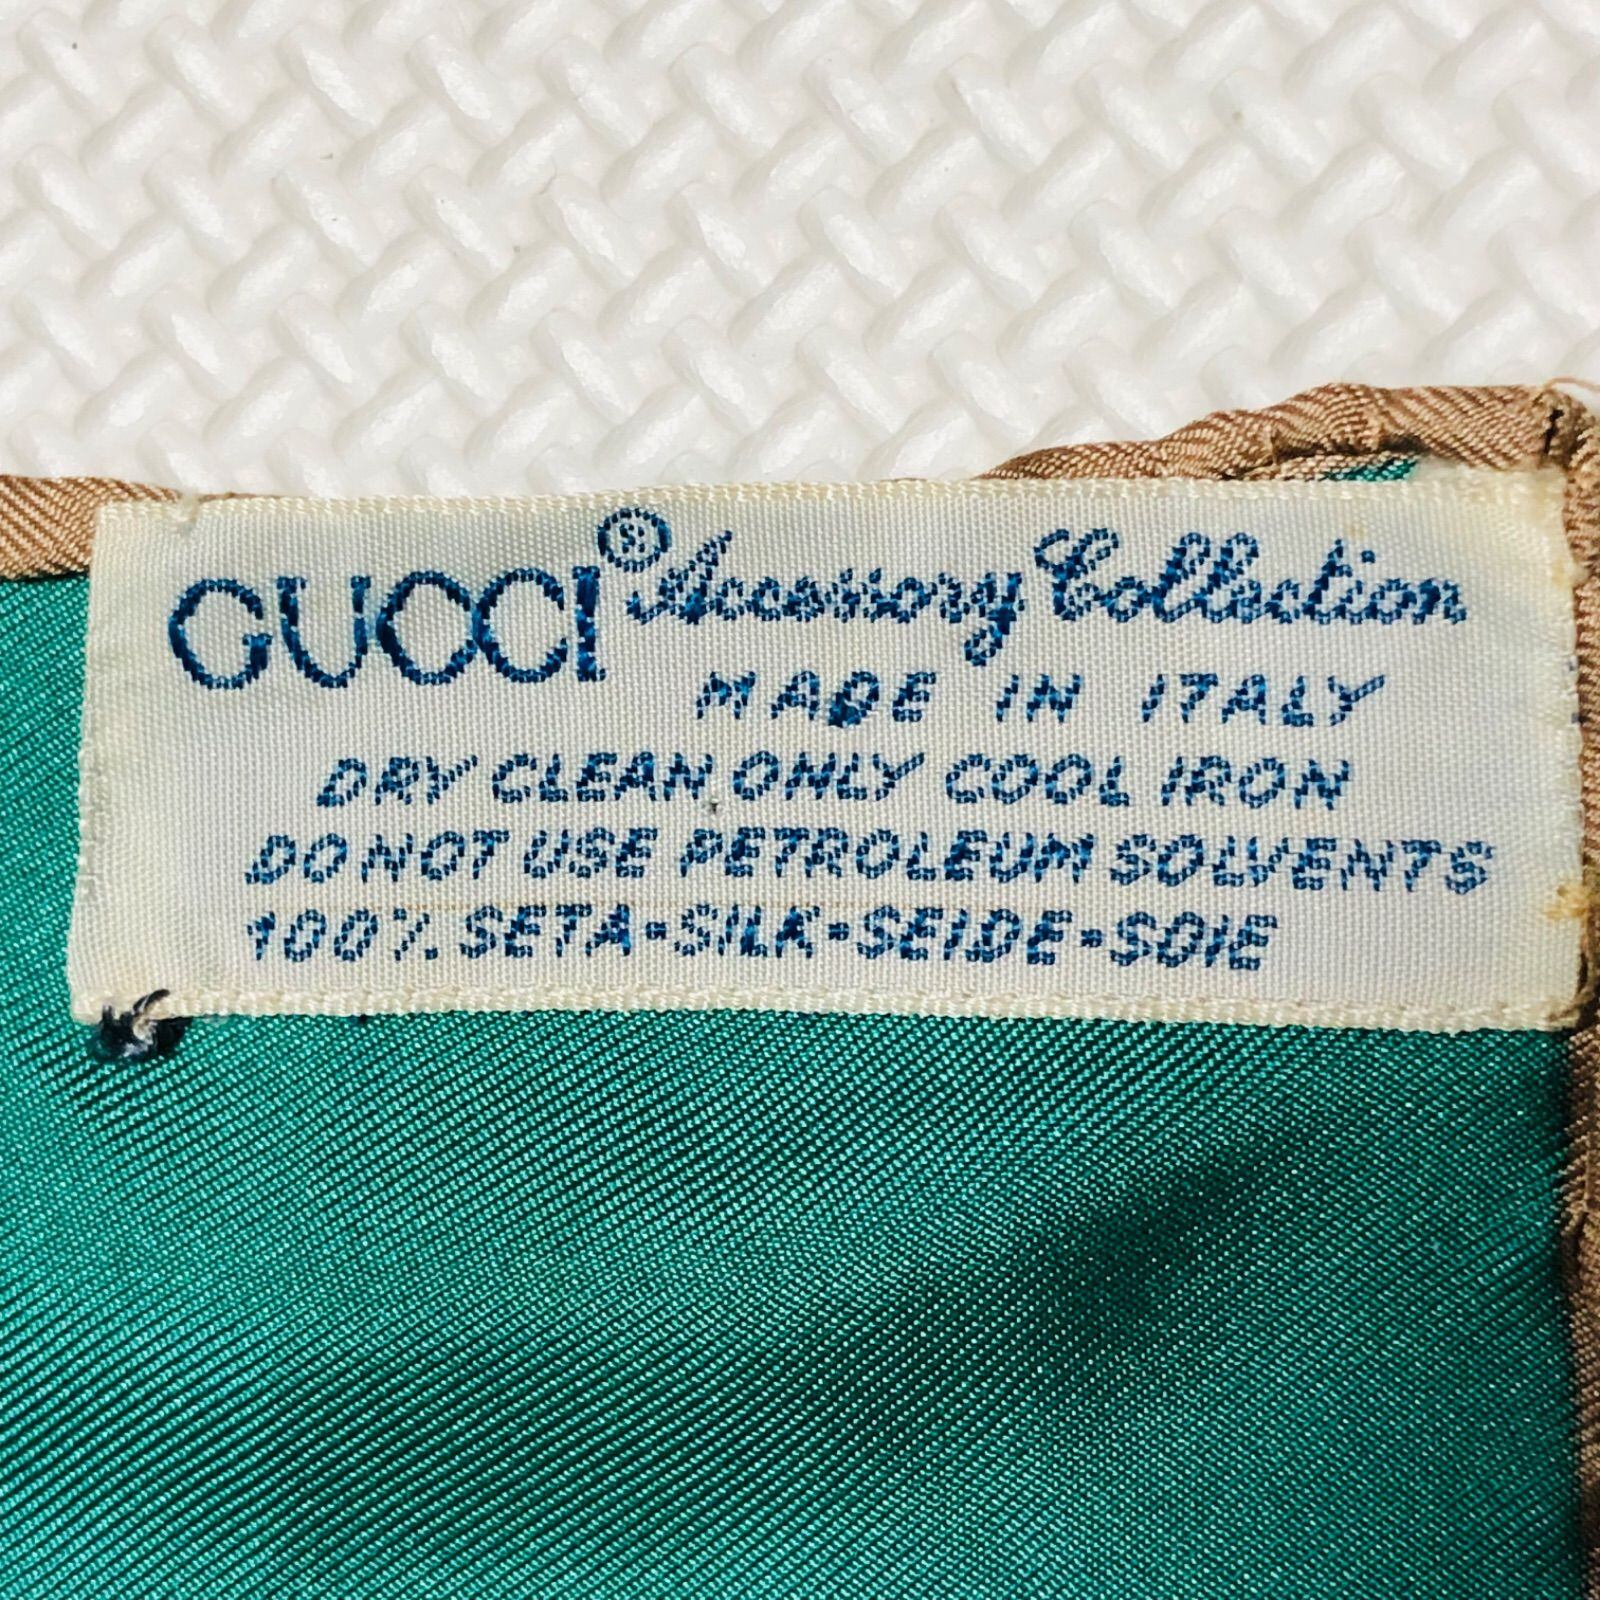 GUCCI® Accessory Collection
MADE IN ITALY
DRY CLEAN ONLY COOL IRON
DO NOT USE PETROLEUM SOLVENTS
100% SETA-SILK-SEIDE-SOIE